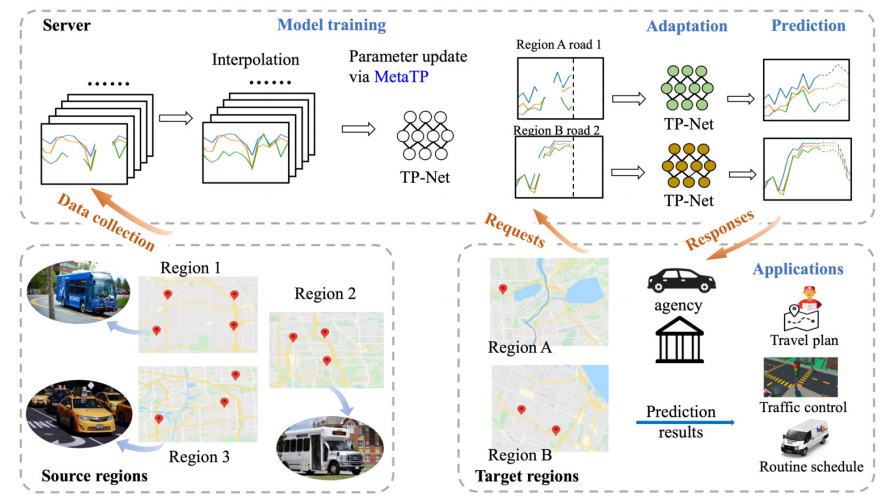 Server
Model training
Adaptation
Prediction
Interpolation
Parameter update
via MetaTP
TP-Net
Region A road 1
TP-Net
Region B road 2
TP-Net
Data collection
Requests
Responses
Region 1
Region 2
Region 3
Source regions
Region A
Region B
Target regions
agency
Prediction
results
Applications
Travel plan
Traffic control
Routine schedule